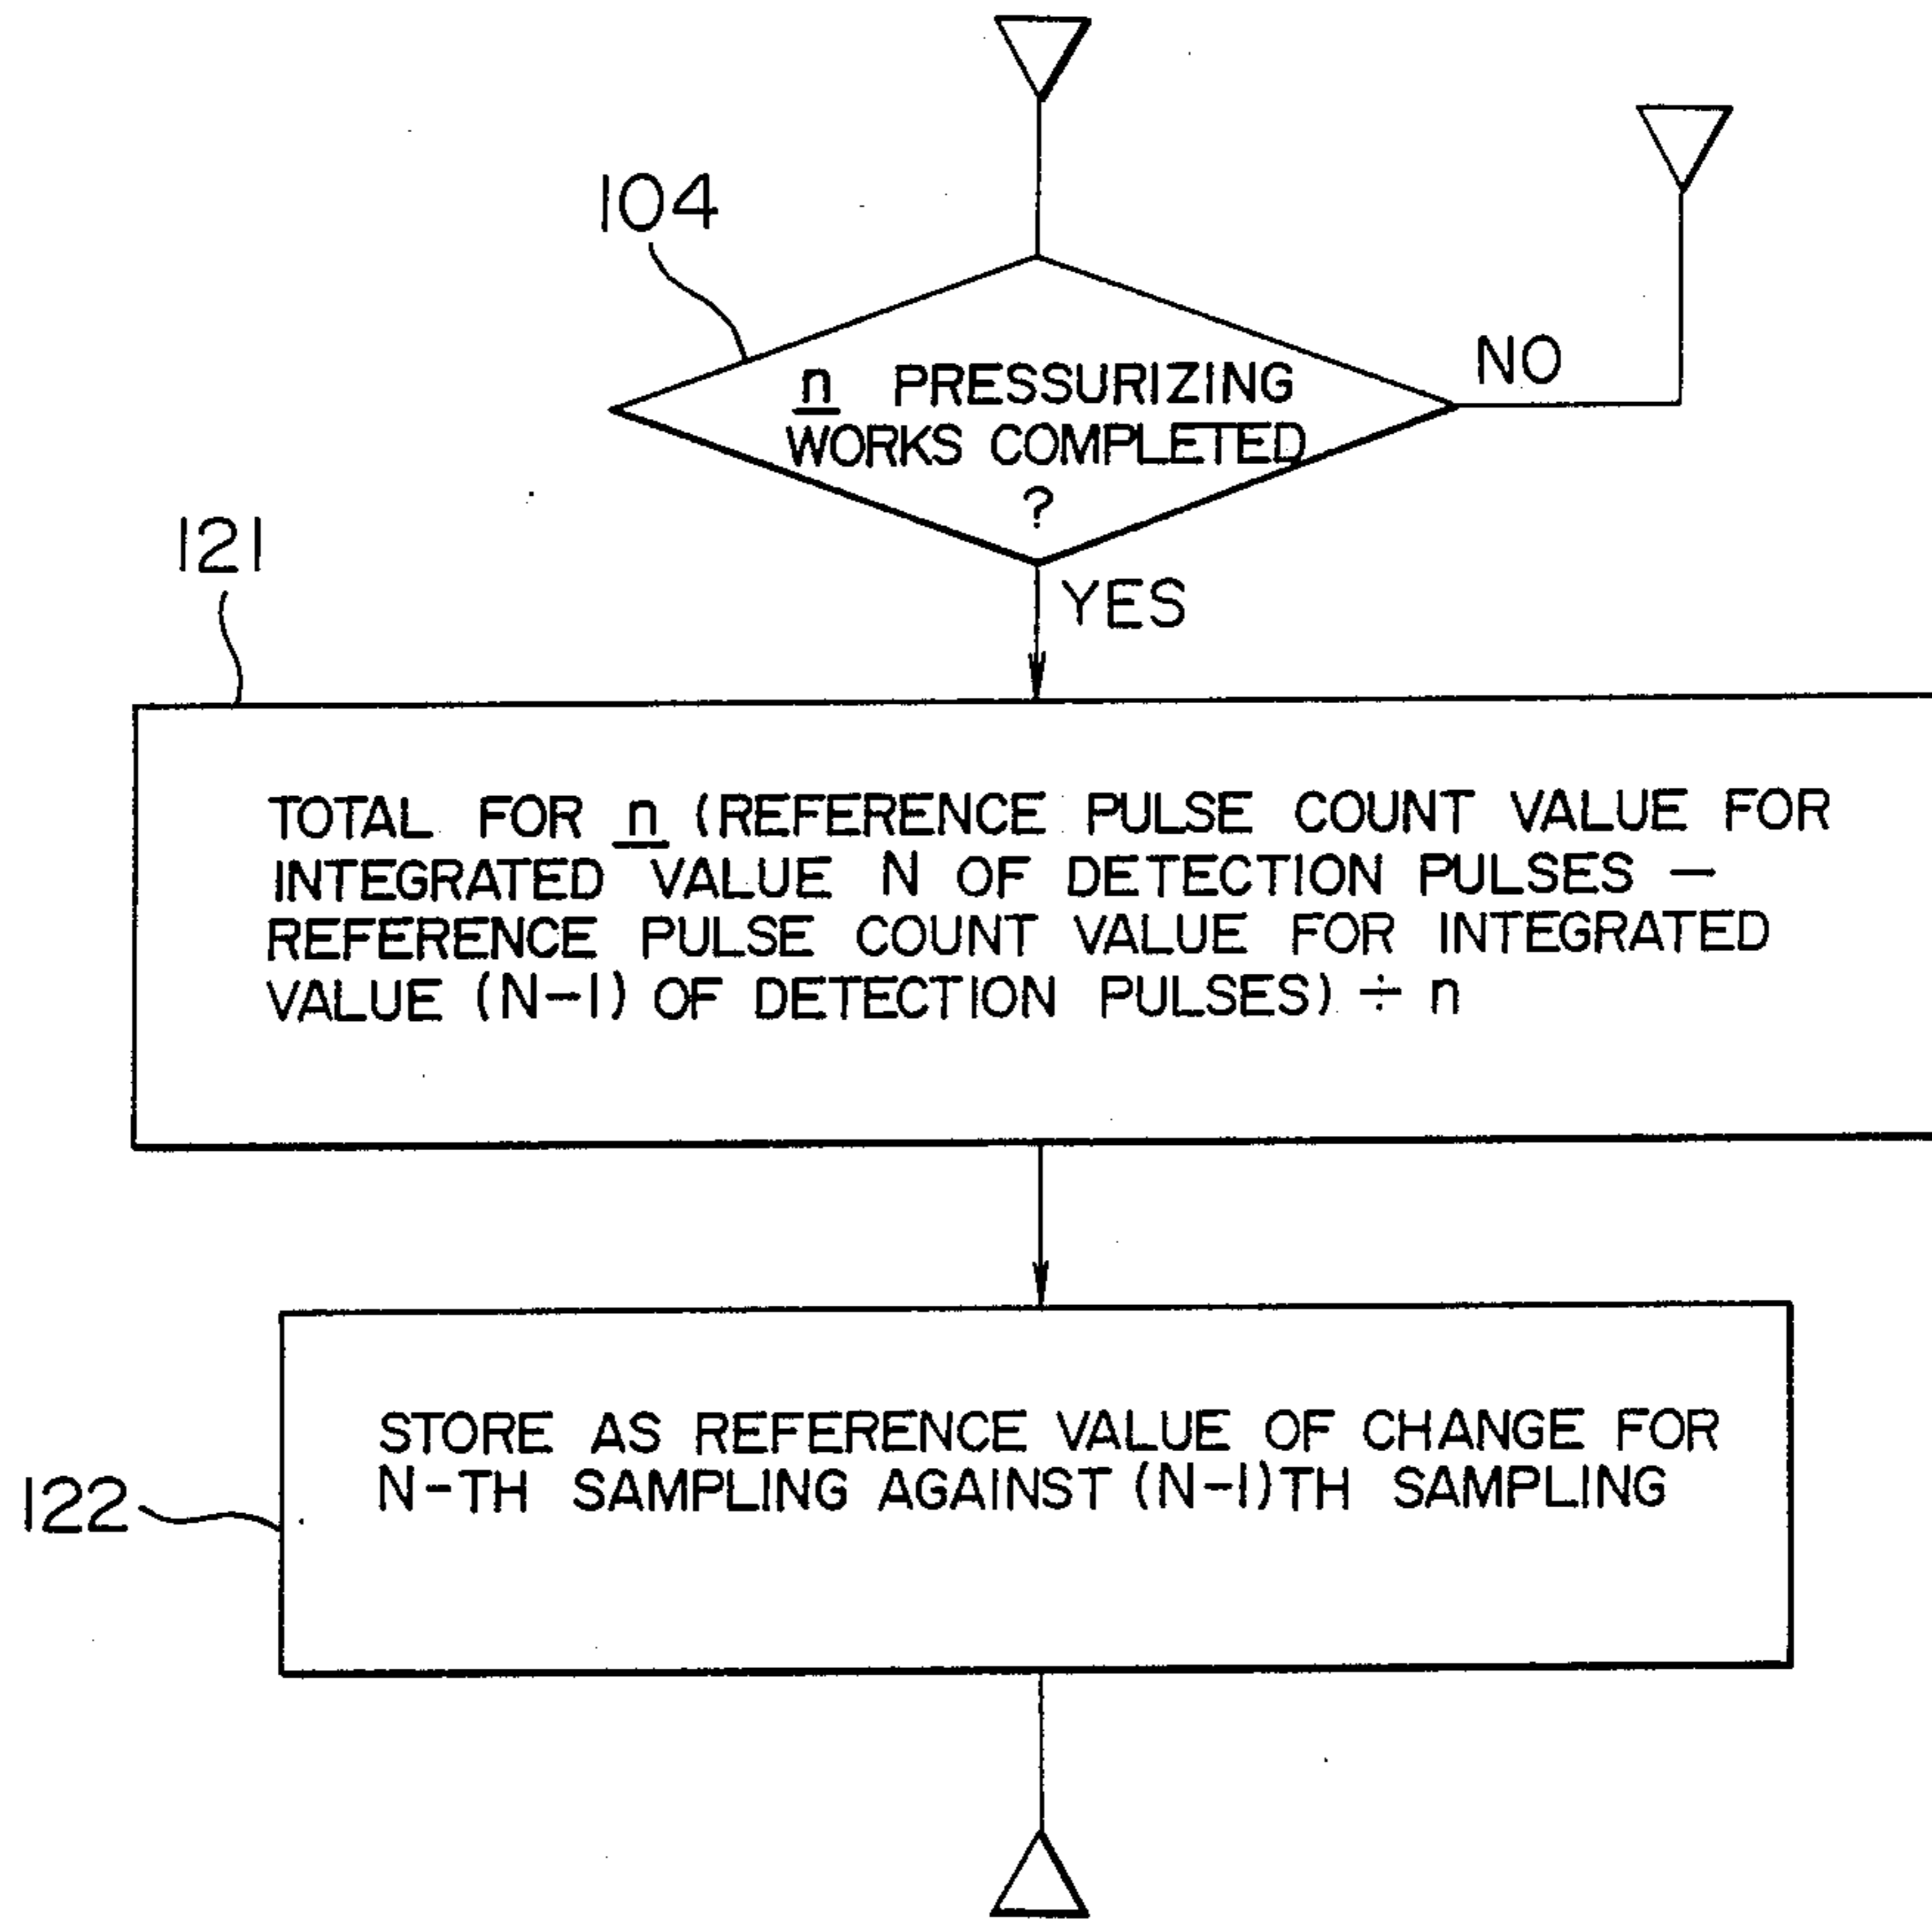 104
n PRESSURIZING
WORKS COMPLETED
?
NO
YES
121
TOTAL FOR n (REFERENCE PULSE COUNT VALUE FOR
INTEGRATED VALUE N OF DETECTION PULSES —
REFERENCE PULSE COUNT VALUE FOR INTEGRATED
VALUE (N-1) OF DETECTION PULSES) ÷ n
STORE AS REFERENCE VALUE OF CHANGE FOR
N-TH SAMPLING AGAINST (N-1)TH SAMPLING
122